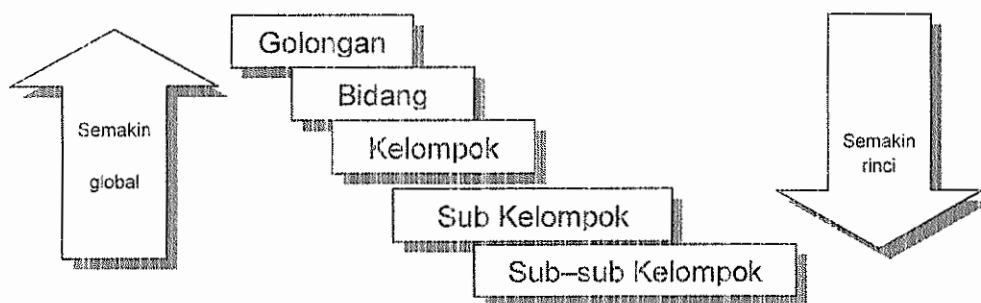 Golongan
Bidang
Kelompok
Sub Kelompok
Sub–sub Kelompok
Semakin
global
Semakin
rinci